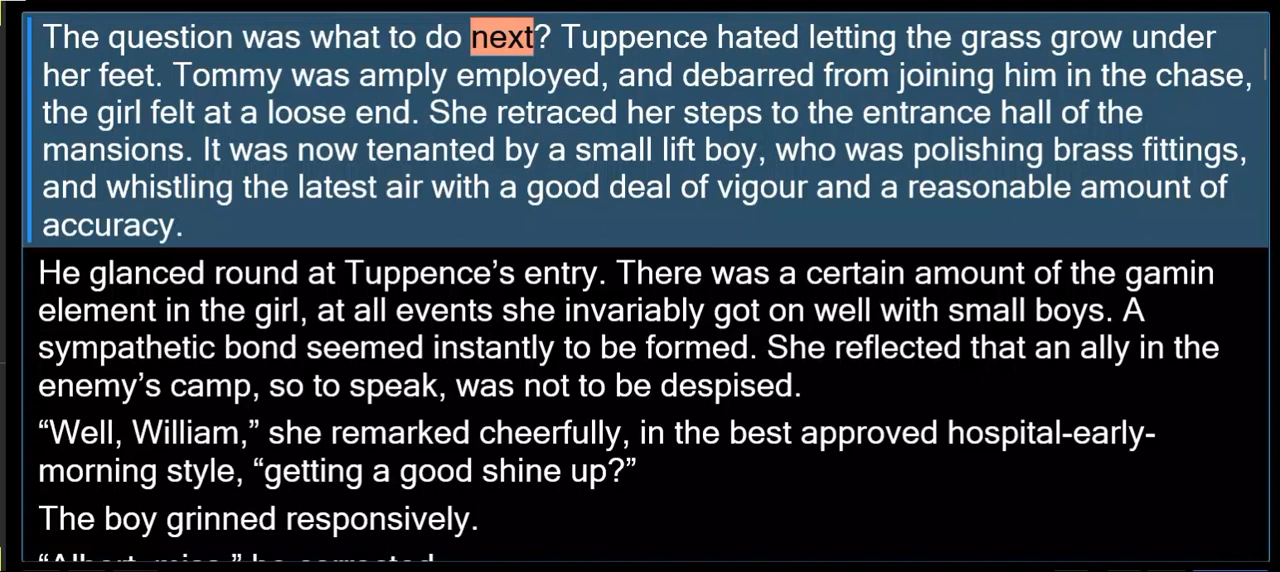 The question was what to do next? Tuppence hated letting the grass grow under
her feet. Tommy was amply employed, and debarred from joining him in the chase,
the girl felt at a loose end. She retraced her steps to the entrance hall of the
mansions. It was now tenanted by a small lift boy, who was polishing brass fittings,
and whistling the latest air with a good deal of vigour and a reasonable amount of
accuracy.
He glanced round at Tuppence’s entry. There was a certain amount of the gamin
element in the girl, at all events she invariably got on well with small boys. A
sympathetic bond seemed instantly to be formed. She reflected that an ally in the
enemy’s camp, so to speak, was not to be despised.
“Well, William,” she remarked cheerfully, in the best approved hospital-early-
morning style, “getting a good shine up?”
The boy grinned responsively.
“Albert, miss,” he corrected.